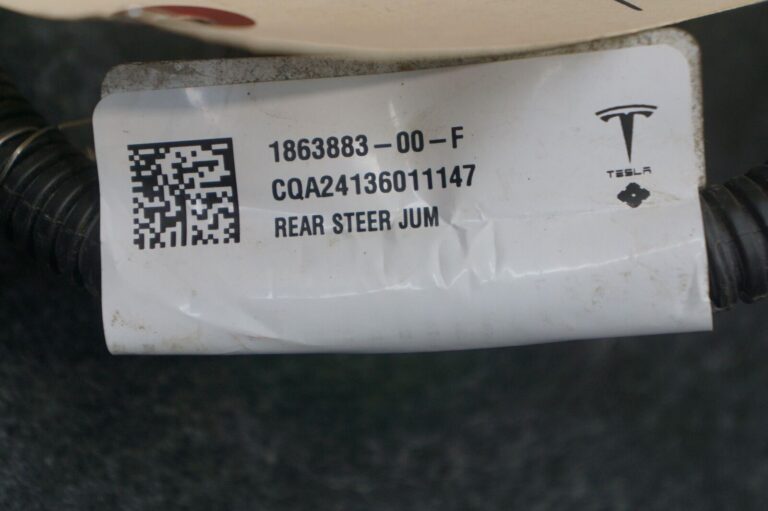 1863883-00-F
CQA24136011147
REAR STEER JUM
TESLA